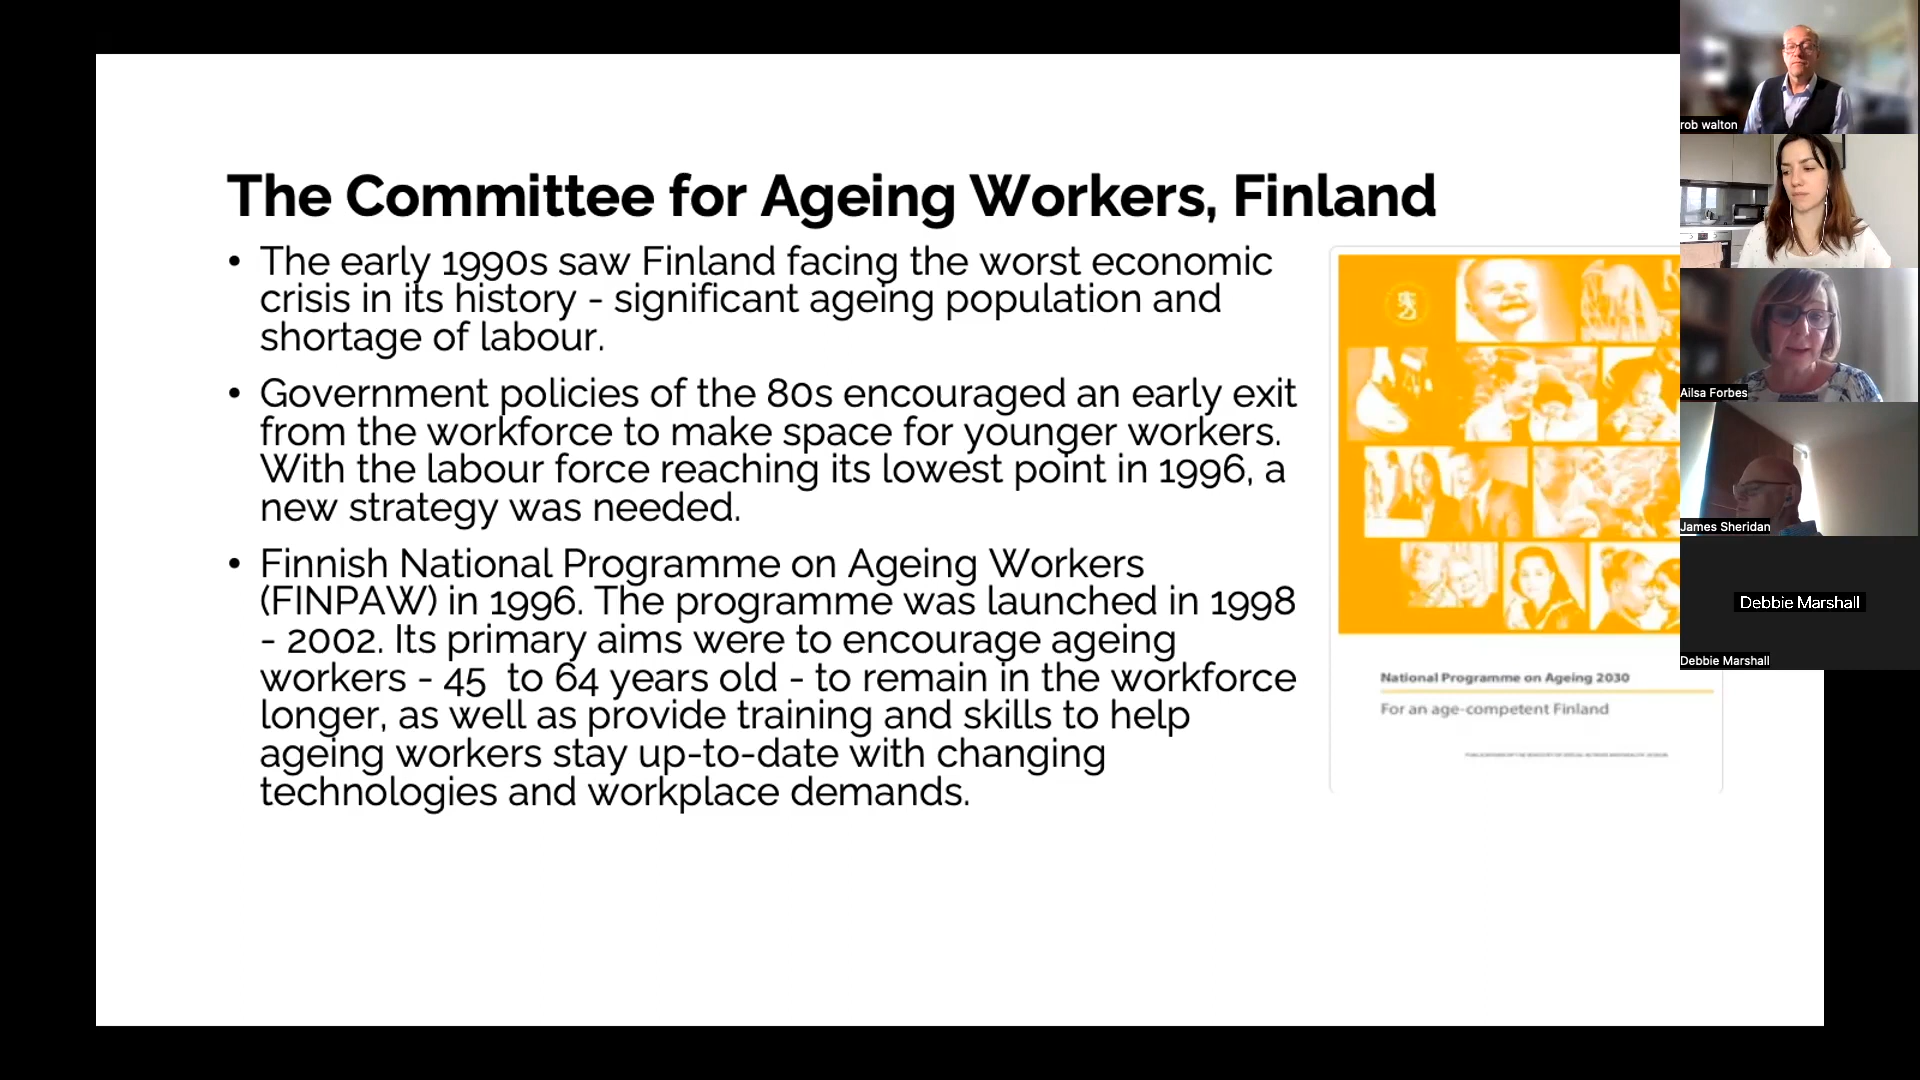 The Committee for Ageing Workers, Finland
• The early 1990s saw Finland facing the worst economic
crisis in its history - significant ageing population and
shortage of labour.
• Government policies of the 80s encouraged an early exit
from the workforce to make space for younger workers.
With the labour force reaching its lowest point in 1996, a
new strategy was needed.
• Finnish National Programme on Ageing Workers
(FINPAW) in 1996. The programme was launched in 1998
- 2002. Its primary aims were to encourage ageing
workers - 45 to 64 years old - to remain in the workforce
longer, as well as provide training and skills to help
ageing workers stay up-to-date with changing
technologies and workplace demands.
National Programme on Ageing 2030
For an age-competent Finland
rob walton
Ailsa Forbes
James Sheridan
Debbie Marshall
Debbie Marshall